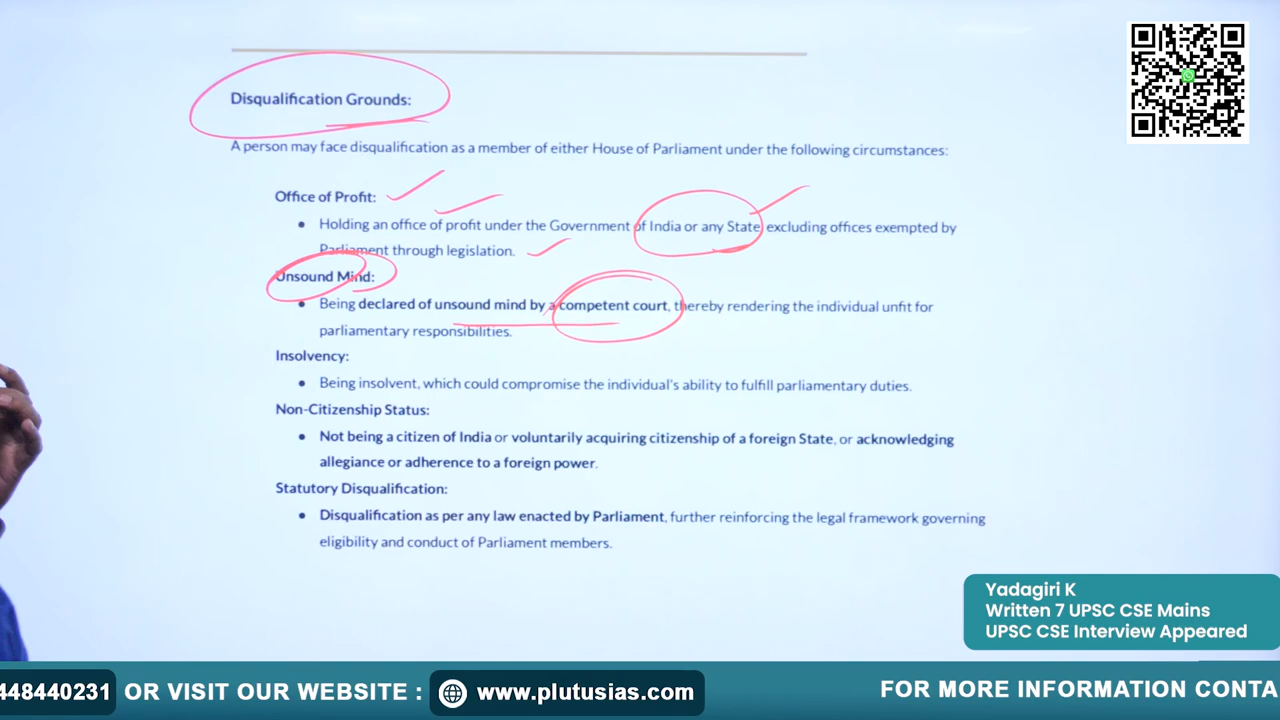 Disqualification Grounds:
A person may face disqualification as a member of either House of Parliament under the following circumstances:
Office of Profit:
• Holding an office of profit under the Government of India or any State, excluding offices exempted by
Parliament through legislation.
Unsound Mind:
• Being declared of unsound mind by a competent court, thereby rendering the individual unfit for
parliamentary responsibilities.
Insolvency:
• Being insolvent, which could compromise the individual's ability to fulfill parliamentary duties.
Non-Citizenship Status:
• Not being a citizen of India or voluntarily acquiring citizenship of a foreign State, or acknowledging
allegiance or adherence to a foreign power.
Statutory Disqualification:
• Disqualification as per any law enacted by Parliament, further reinforcing the legal framework governing
eligibility and conduct of Parliament members.
Yadagiri K
Written 7 UPSC CSE Mains
UPSC CSE Interview Appeared
448440231 OR VISIT OUR WEBSITE : www.plutusias.com FOR MORE INFORMATION CONTA